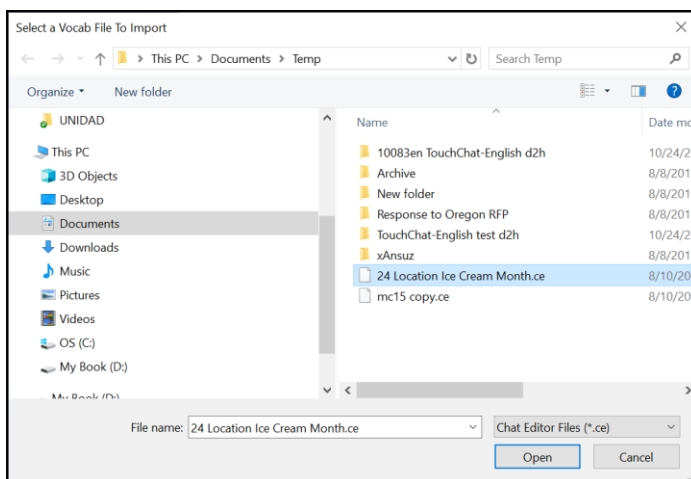 Select a Vocab File To Import
This PC > Documents > Temp
Search Temp
Organize
New folder
UNIDAD
This PC
3D Objects
Desktop
Documents
Downloads
Music
Pictures
Videos
OS (C:)
My Book (D:)
My Book (D:)
Name Date mo
10083en TouchChat-English d2h 10/24/2
Archive 8/8/201
New folder 8/8/201
Response to Oregon RFP 8/8/201
TouchChat-English test d2h 10/24/2
xAnsuz 8/8/201
24 Location Ice Cream Month.ce 8/10/20
mc15 copy.ce 8/10/20
File name: 24 Location Ice Cream Month.ce Chat Editor Files (*.ce)
Open Cancel